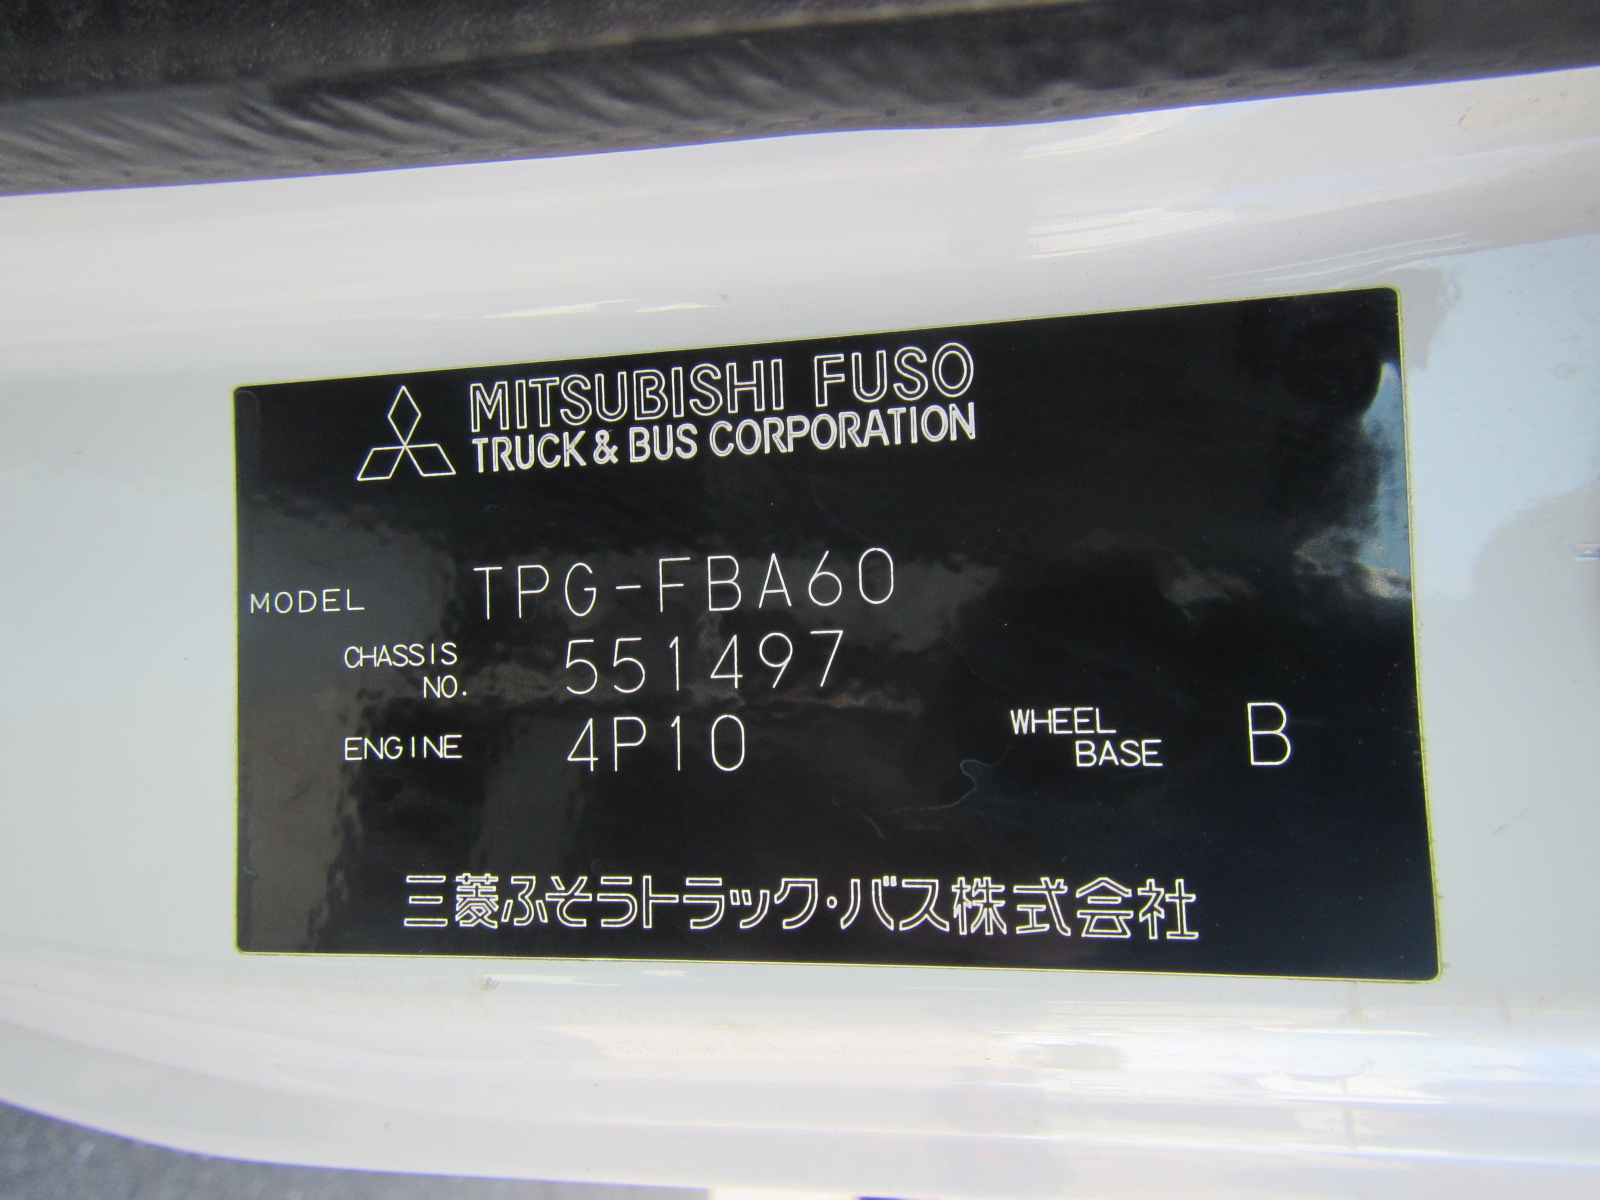 MITSUBISHI FUSO
TRUCK & BUS CORPORATION
MODEL TPG-FBA60
CHASSIS NO. 551497
ENGINE 4P10 WHEEL BASE B
三菱ふそうトラック・バス株式会社